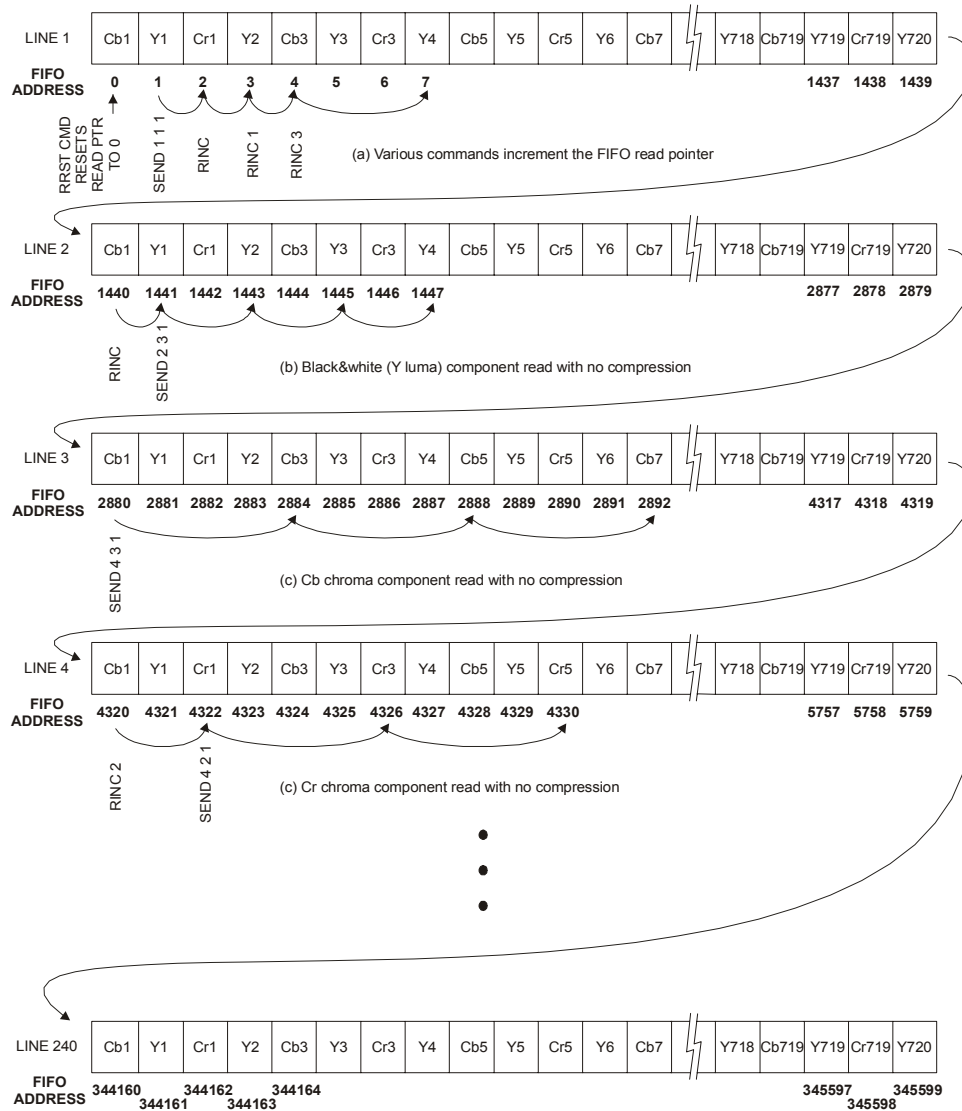 LINE 1 Cb1 Y1 Cr1 Y2 Cb3 Y3 Cr3 Y4 Cb5 Y5 Cr5 Y6 Cb7 Y718 Cb719 Y719 Cr719 Y720
FIFO ADDRESS 0 1 2 3 4 5 6 7 1437 1438 1439
RRST CMD
RESETS
READ PTR
TO 0
SEND 1 1 1
RINC
RINC 1
RINC 3
(a) Various commands increment the FIFO read pointer
LINE 2 Cb1 Y1 Cr1 Y2 Cb3 Y3 Cr3 Y4 Cb5 Y5 Cr5 Y6 Cb7 Y718 Cb719 Y719 Cr719 Y720
FIFO ADDRESS 1440 1441 1442 1443 1444 1445 1446 1447 2877 2878 2879
RINC
SEND 2 3 1
(b) Black&white (Y luma) component read with no compression
LINE 3 Cb1 Y1 Cr1 Y2 Cb3 Y3 Cr3 Y4 Cb5 Y5 Cr5 Y6 Cb7 Y718 Cb719 Y719 Cr719 Y720
FIFO ADDRESS 2880 2881 2882 2883 2884 2885 2886 2887 2888 2889 2890 2891 2892 4317 4318 4319
SEND 4 3 1
(c) Cb chroma component read with no compression
LINE 4 Cb1 Y1 Cr1 Y2 Cb3 Y3 Cr3 Y4 Cb5 Y5 Cr5 Y6 Cb7 Y718 Cb719 Y719 Cr719 Y720
FIFO ADDRESS 4320 4321 4322 4323 4324 4325 4326 4327 4328 4329 4330 5757 5758 5759
RINC 2
SEND 4 2 1
(c) Cr chroma component read with no compression
LINE 240 Cb1 Y1 Cr1 Y2 Cb3 Y3 Cr3 Y4 Cb5 Y5 Cr5 Y6 Cb7 Y718 Cb719 Y719 Cr719 Y720
FIFO ADDRESS 344160 344161 344162 344163 344164 345597 345598 345599